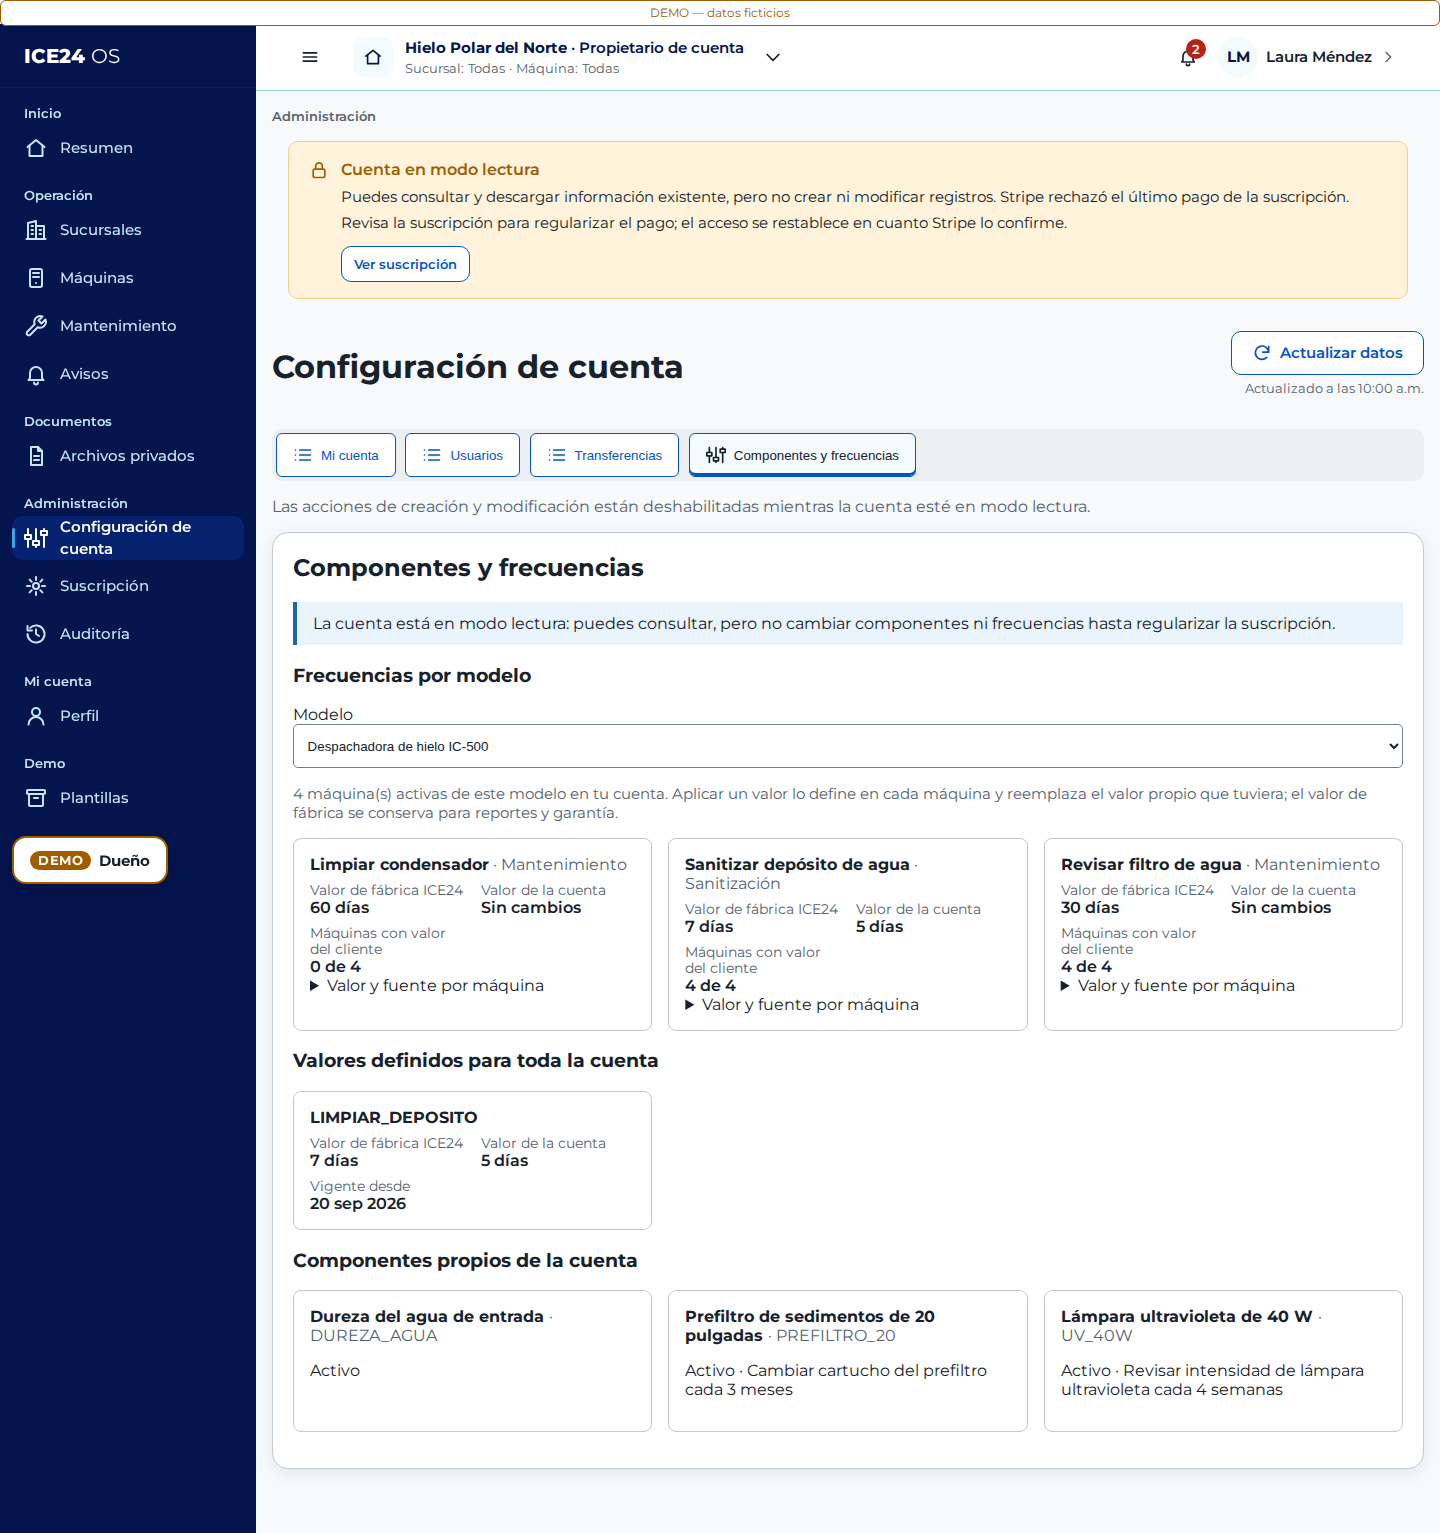 DEMO — datos ficticios
ICE24 OS
Inicio
Resumen
Operación
Sucursales
Máquinas
Mantenimiento
Avisos
Documentos
Archivos privados
Administración
Configuración de
cuenta
Suscripción
Auditoría
Mi cuenta
Perfil
Demo
Plantillas
DEMO Dueño
Hielo Polar del Norte · Propietario de cuenta
Sucursal: Todas · Máquina: Todas
2
LM Laura Méndez
Administración
Cuenta en modo lectura
Puedes consultar y descargar información existente, pero no crear ni modificar registros. Stripe rechazó el último pago de la suscripción.
Revisa la suscripción para regularizar el pago; el acceso se restablece en cuanto Stripe lo confirme.
Ver suscripción
Configuración de cuenta
Actualizar datos
Actualizado a las 10:00 a.m.
Mi cuenta
Usuarios
Transferencias
Componentes y frecuencias
Las acciones de creación y modificación están deshabilitadas mientras la cuenta esté en modo lectura.
Componentes y frecuencias
La cuenta está en modo lectura: puedes consultar, pero no cambiar componentes ni frecuencias hasta regularizar la suscripción.
Frecuencias por modelo
Modelo
Despachadora de hielo IC-500
4 máquina(s) activas de este modelo en tu cuenta. Aplicar un valor lo define en cada máquina y reemplaza el valor propio que tuviera; el valor de
fábrica se conserva para reportes y garantía.
Limpiar condensador · Mantenimiento
Valor de fábrica ICE24 Valor de la cuenta
60 días Sin cambios
Máquinas con valor
del cliente
0 de 4
Valor y fuente por máquina
Sanitizar depósito de agua ·
Sanitización
Valor de fábrica ICE24 Valor de la cuenta
7 días 5 días
Máquinas con valor
del cliente
4 de 4
Valor y fuente por máquina
Revisar filtro de agua · Mantenimiento
Valor de fábrica ICE24 Valor de la cuenta
30 días Sin cambios
Máquinas con valor
del cliente
4 de 4
Valor y fuente por máquina
Valores definidos para toda la cuenta
LIMPIAR_DEPOSITO
Valor de fábrica ICE24 Valor de la cuenta
7 días 5 días
Vigente desde
20 sep 2026
Componentes propios de la cuenta
Dureza del agua de entrada ·
DUREZA_AGUA
Activo
Prefiltro de sedimentos de 20
pulgadas · PREFILTRO_20
Activo · Cambiar cartucho del prefiltro
cada 3 meses
Lámpara ultravioleta de 40 W ·
UV_40W
Activo · Revisar intensidad de lámpara
ultravioleta cada 4 semanas